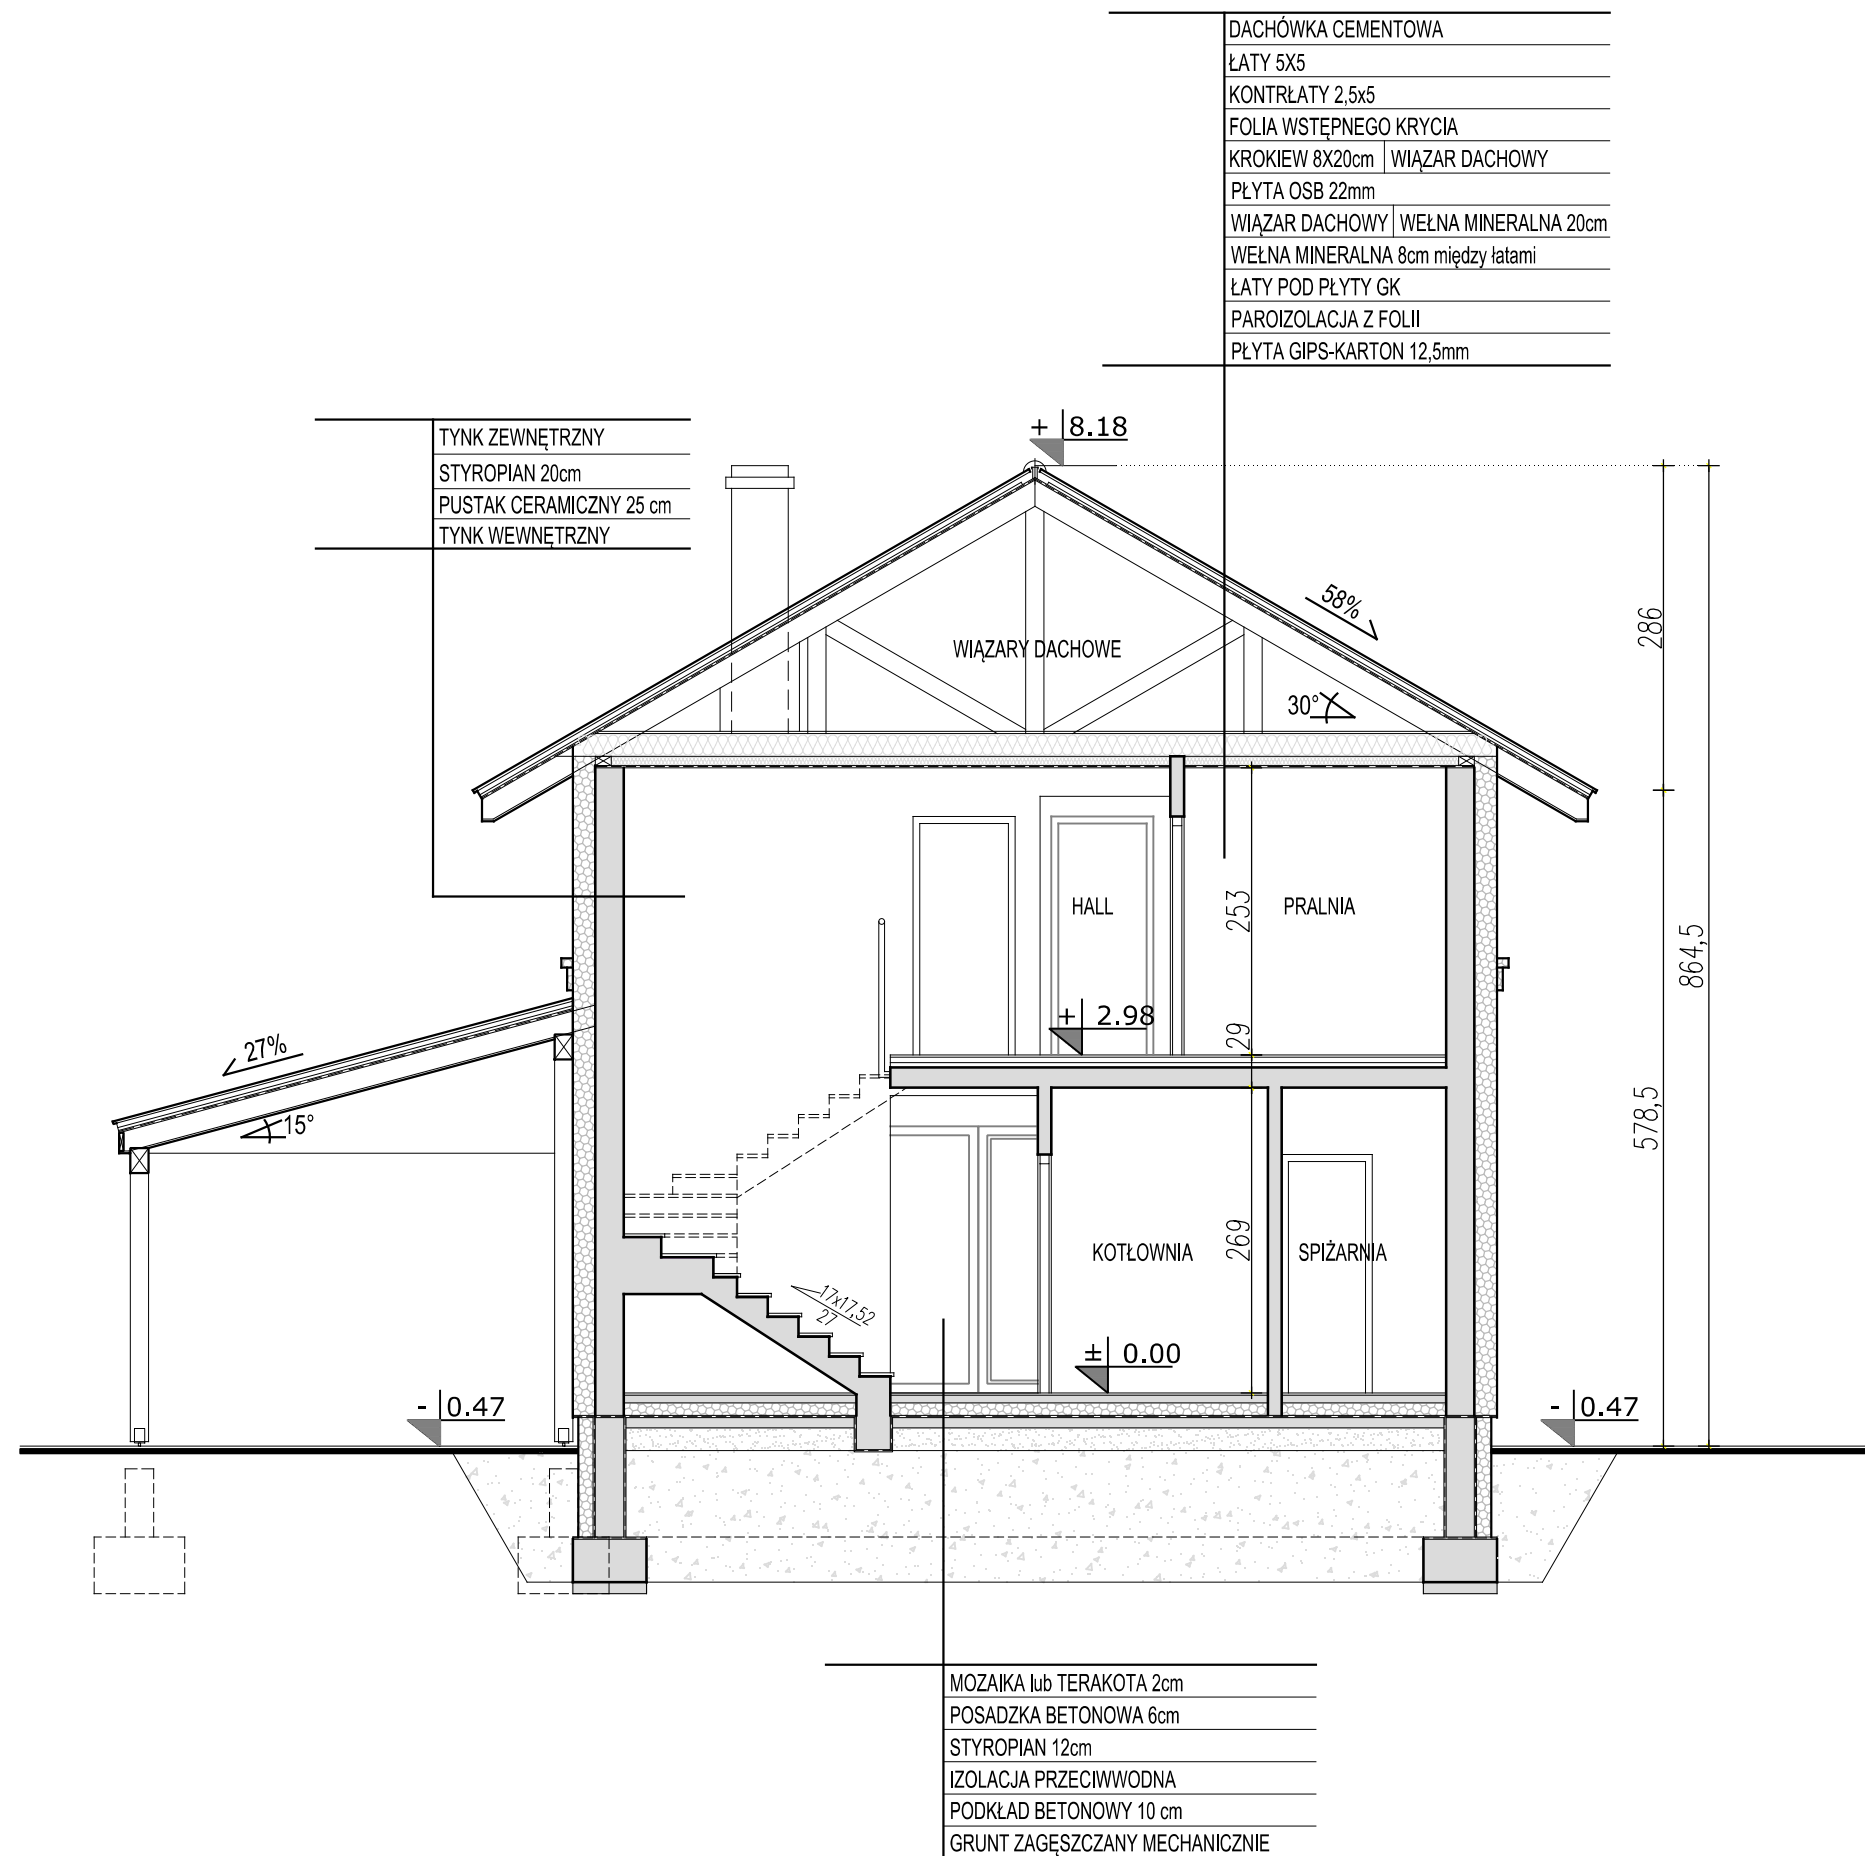 DACHÓWKA CEMENTOWA
ŁATY 5X5
KONTRŁATY 2,5x5
FOLIA WSTĘPNEGO KRYCIA
KROKIEW 8X20cm WIĄZAR DACHOWY
PŁYTA OSB 22mm
WIĄZAR DACHOWY WEŁNA MINERALNA 20cm
WEŁNA MINERALNA 8cm między łatami
ŁATY POD PŁYTY GK
PAROIZOLACJA Z FOLII
PŁYTA GIPS-KARTON 12,5mm
TYNK ZEWNĘTRZNY
STYROPIAN 20cm
PUSTAK CERAMICZNY 25 cm
TYNK WEWNĘTRZNY
+ 8.18
58%
286
WIĄZARY DACHOWE
30°
HALL
253
PRALNIA
864,5
+ 2.98
29
27%
15°
578,5
KOTŁOWNIA
269
SPIŻARNIA
17x17,52
27
± 0.00
- 0.47
- 0.47
MOZAIKA lub TERAKOTA 2cm
POSADZKA BETONOWA 6cm
STYROPIAN 12cm
IZOLACJA PRZECIWWODNA
PODKŁAD BETONOWY 10 cm
GRUNT ZAGĘSZCZANY MECHANICZNIE